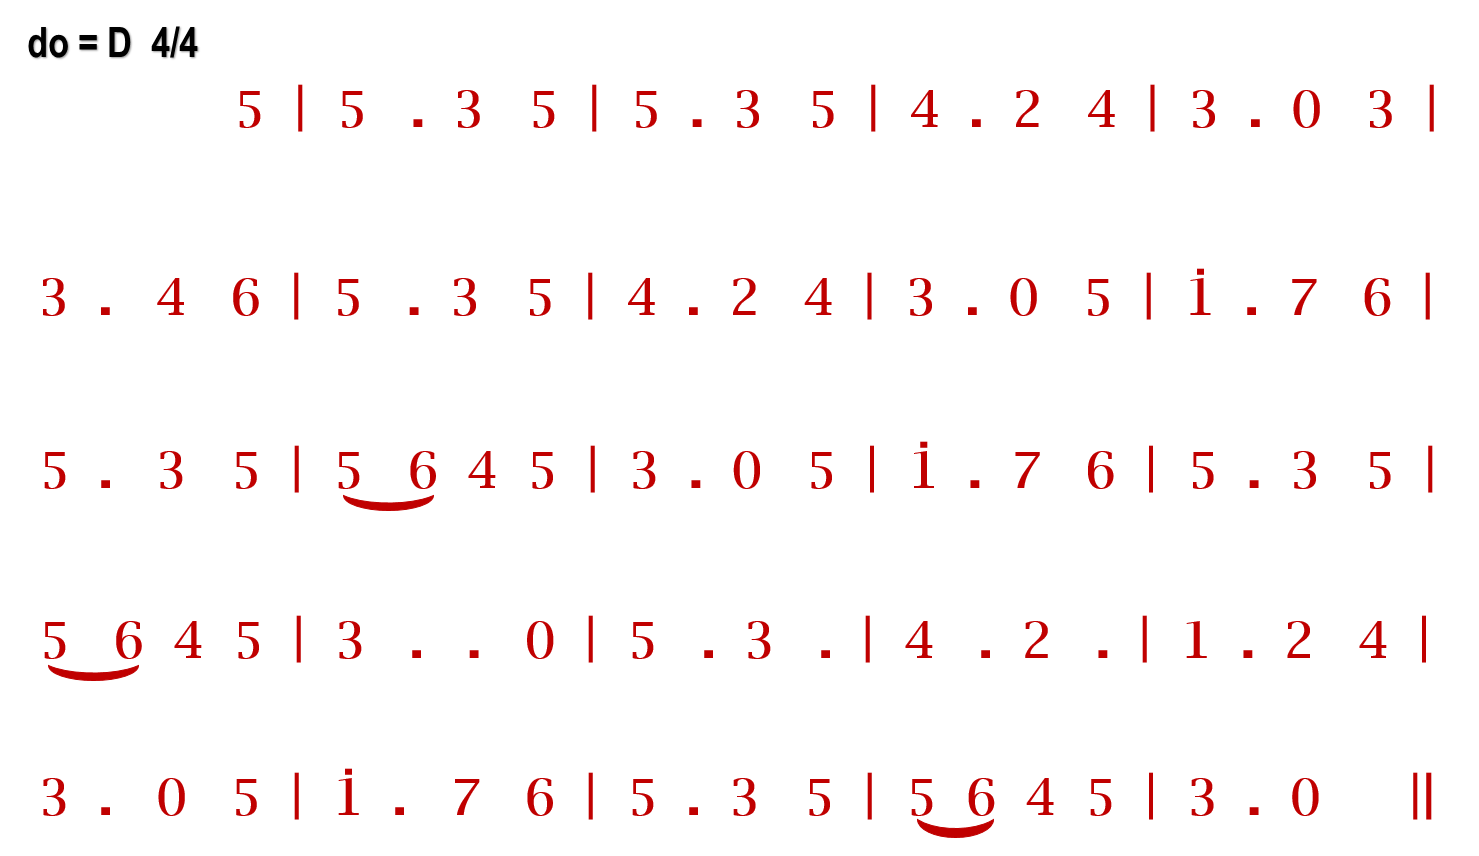 do = D 4/4
5 | 5 . 3 5 | 5 . 3 5 | 4 . 2 4 | 3 . 0 3 |
3 . 4 6 | 5 . 3 5 | 4 . 2 4 | 3 . 0 5 | i . 7 6 |
5 . 3 5 | 5 6 4 5 | 3 . 0 5 | i . 7 6 | 5 . 3 5 |
5 6 4 5 | 3 . . 0 | 5 . 3 . | 4 . 2 . | 1 . 2 4 |
3 . 0 5 | i . 7 6 | 5 . 3 5 | 5 6 4 5 | 3 . 0 ||